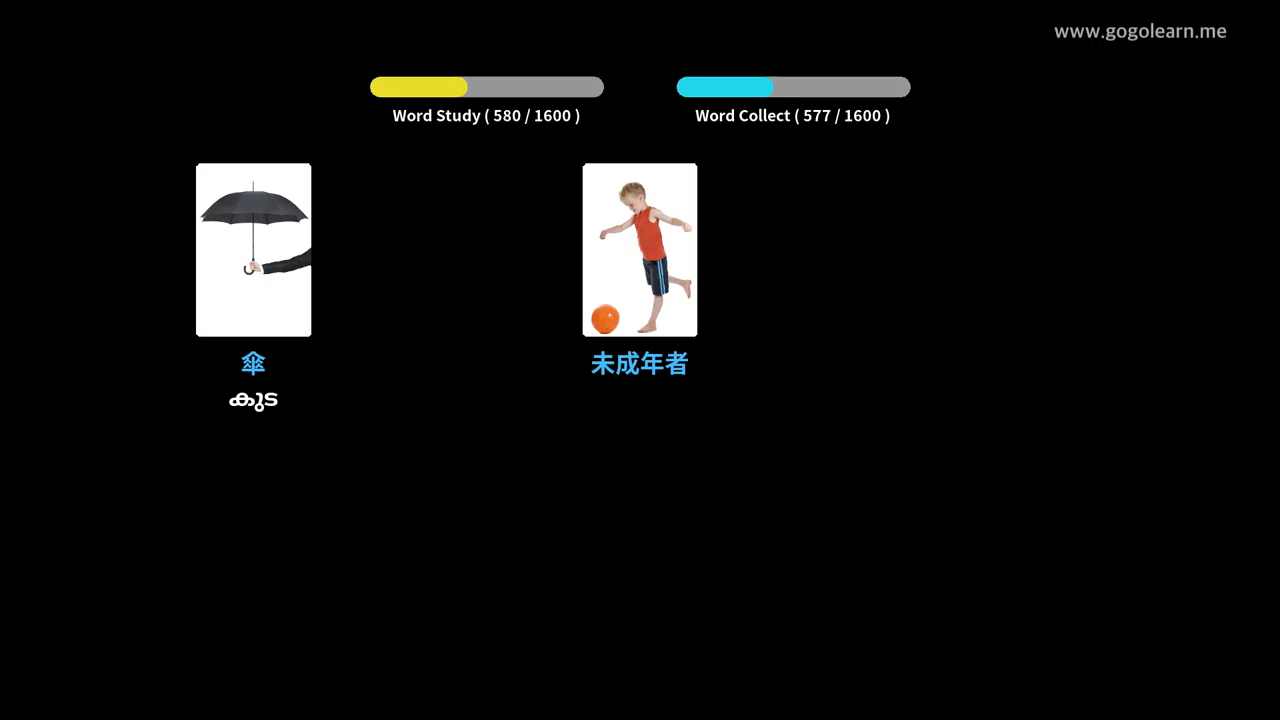 www.gogolearn.me
Word Study ( 580 / 1600 )
Word Collect ( 577 / 1600 )
傘
കുട
未成年者